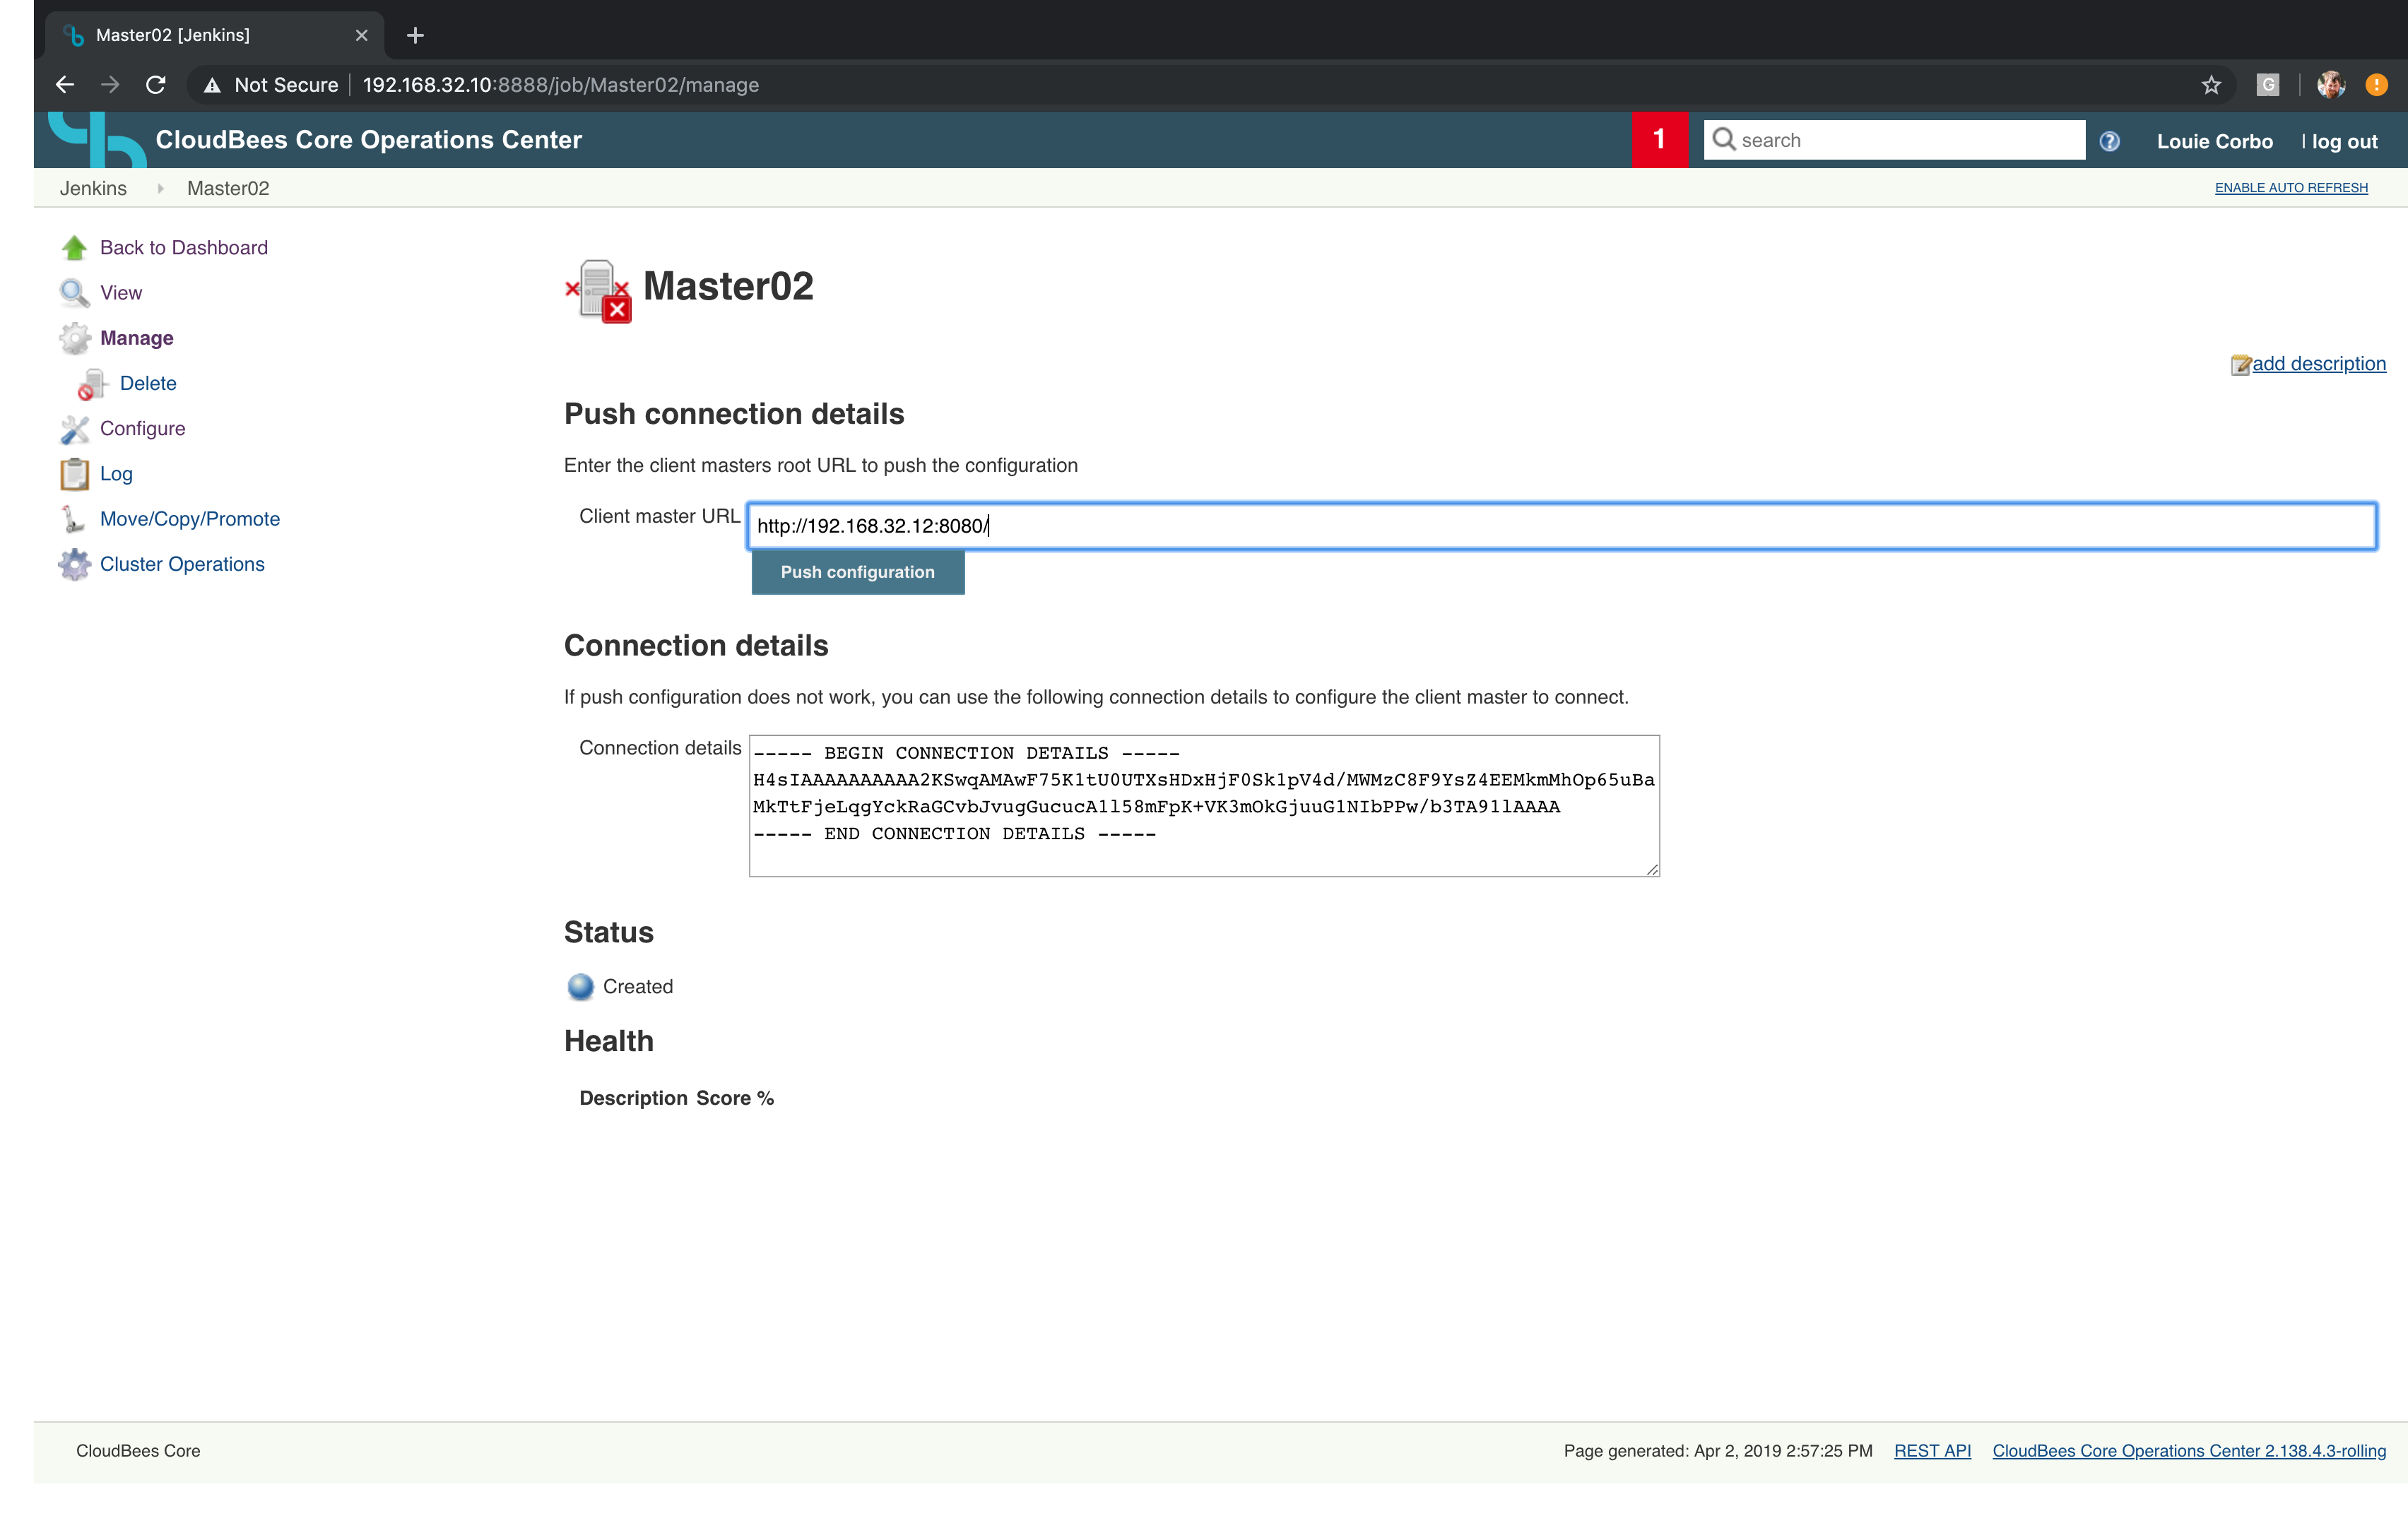 Master02 [Jenkins]
Not Secure 192.168.32.10:8888/job/Master02/manage
G
CloudBees Core Operations Center
1
search
Louie Corbo
| log out
Jenkins Master02
ENABLE AUTO REFRESH
Back to Dashboard
View
Manage
Delete
Configure
Log
Move/Copy/Promote
Cluster Operations
Master02
add description
Push connection details
Enter the client masters root URL to push the configuration
Client master URL http://192.168.32.12:8080/
Push configuration
Connection details
If push configuration does not work, you can use the following connection details to configure the client master to connect.
Connection details ----- BEGIN CONNECTION DETAILS -----
H4sIAAAAAAAAAA2KSwqAMAwF75K1tU0UTXsHDxHjF0Sk1pV4d/MWMzC8F9YsZ4EEMkmMhOp65uBa
MkTtFjeLqgYckRaGCvbJvugGucucA1l58mFpK+VK3mOkGjuuG1NIbPPw/b3TA91lAAAA
----- END CONNECTION DETAILS -----
Status
Created
Health
Description Score %
CloudBees Core
Page generated: Apr 2, 2019 2:57:25 PM REST API CloudBees Core Operations Center 2.138.4.3-rolling